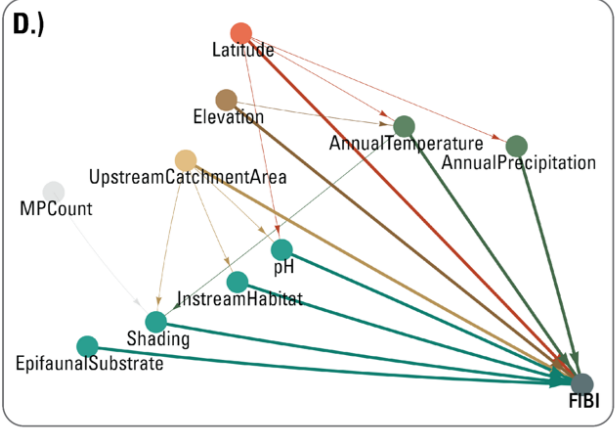 D.)
Latitude
Elevation
AnnualTemperature
AnnualPrecipitation
UpstreamCatchmentArea
MPCount
pH
InstreamHabitat
Shading
EpifaunalSubstrate
FIBI